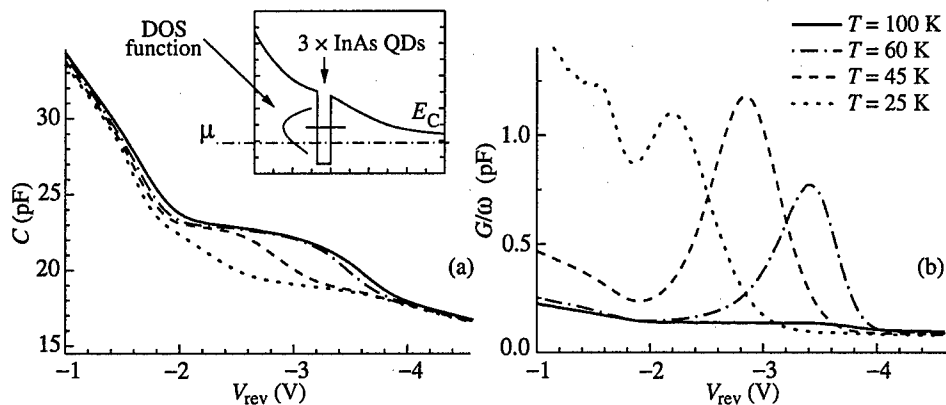 DOS
function
3 × InAs QDs
E_C
μ
C (pF)
30
25
20
15
(a)
−1
−2
−3
−4
V_rev (V)
T = 100 K
T = 60 K
T = 45 K
T = 25 K
G/ω (pF)
1.0
0.5
0.0
(b)
−1
−2
−3
−4
V_rev (V)